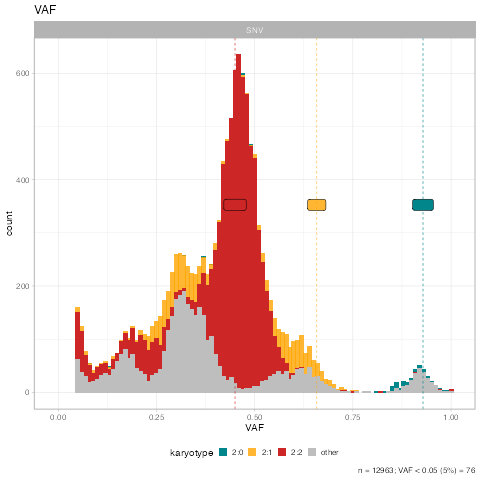 VAF
SNV
600
400
200
0
count
0.00 0.25 0.50 0.75 1.00
VAF
karyotype 2:0 2:1 2:2 other
n = 12963; VAF < 0.05 (5%) = 76